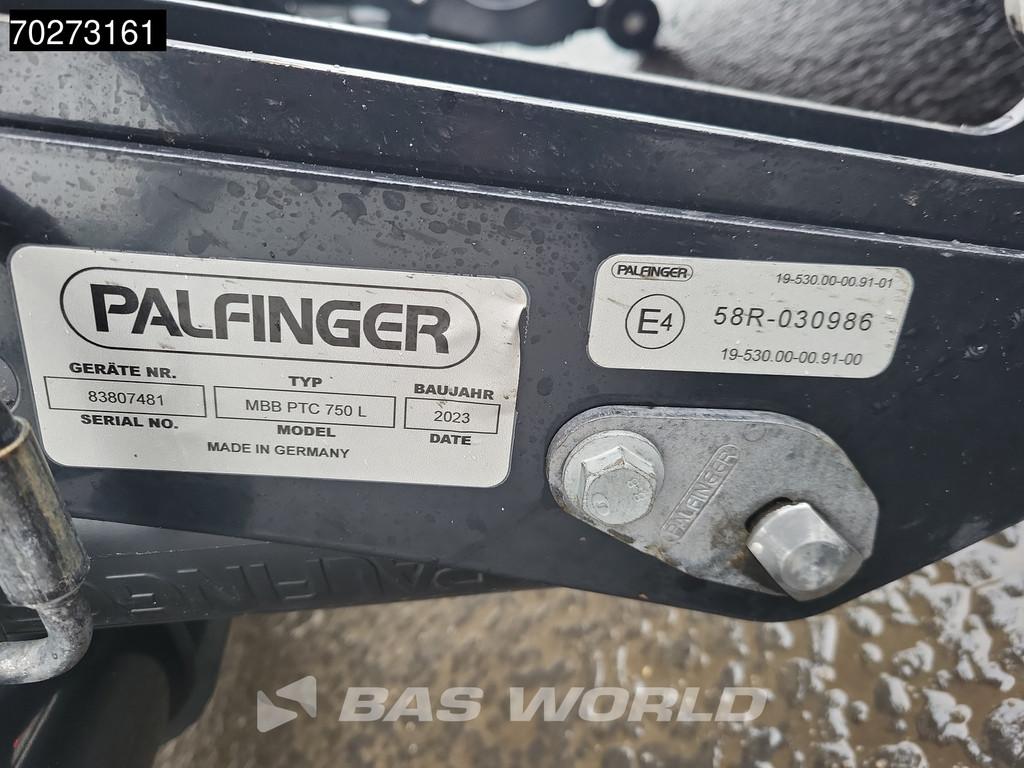 70273161
PALFINGER
GERÄTE NR. TYP BAUJAHR
83807481 MBB PTC 750 L 2023
SERIAL NO. MODEL DATE
MADE IN GERMANY
PALFINGER 19-530.00-00.91-01
E4 58R-030986
19-530.00-00.91-00
PALFINGER
PALFINGER
BAS WORLD